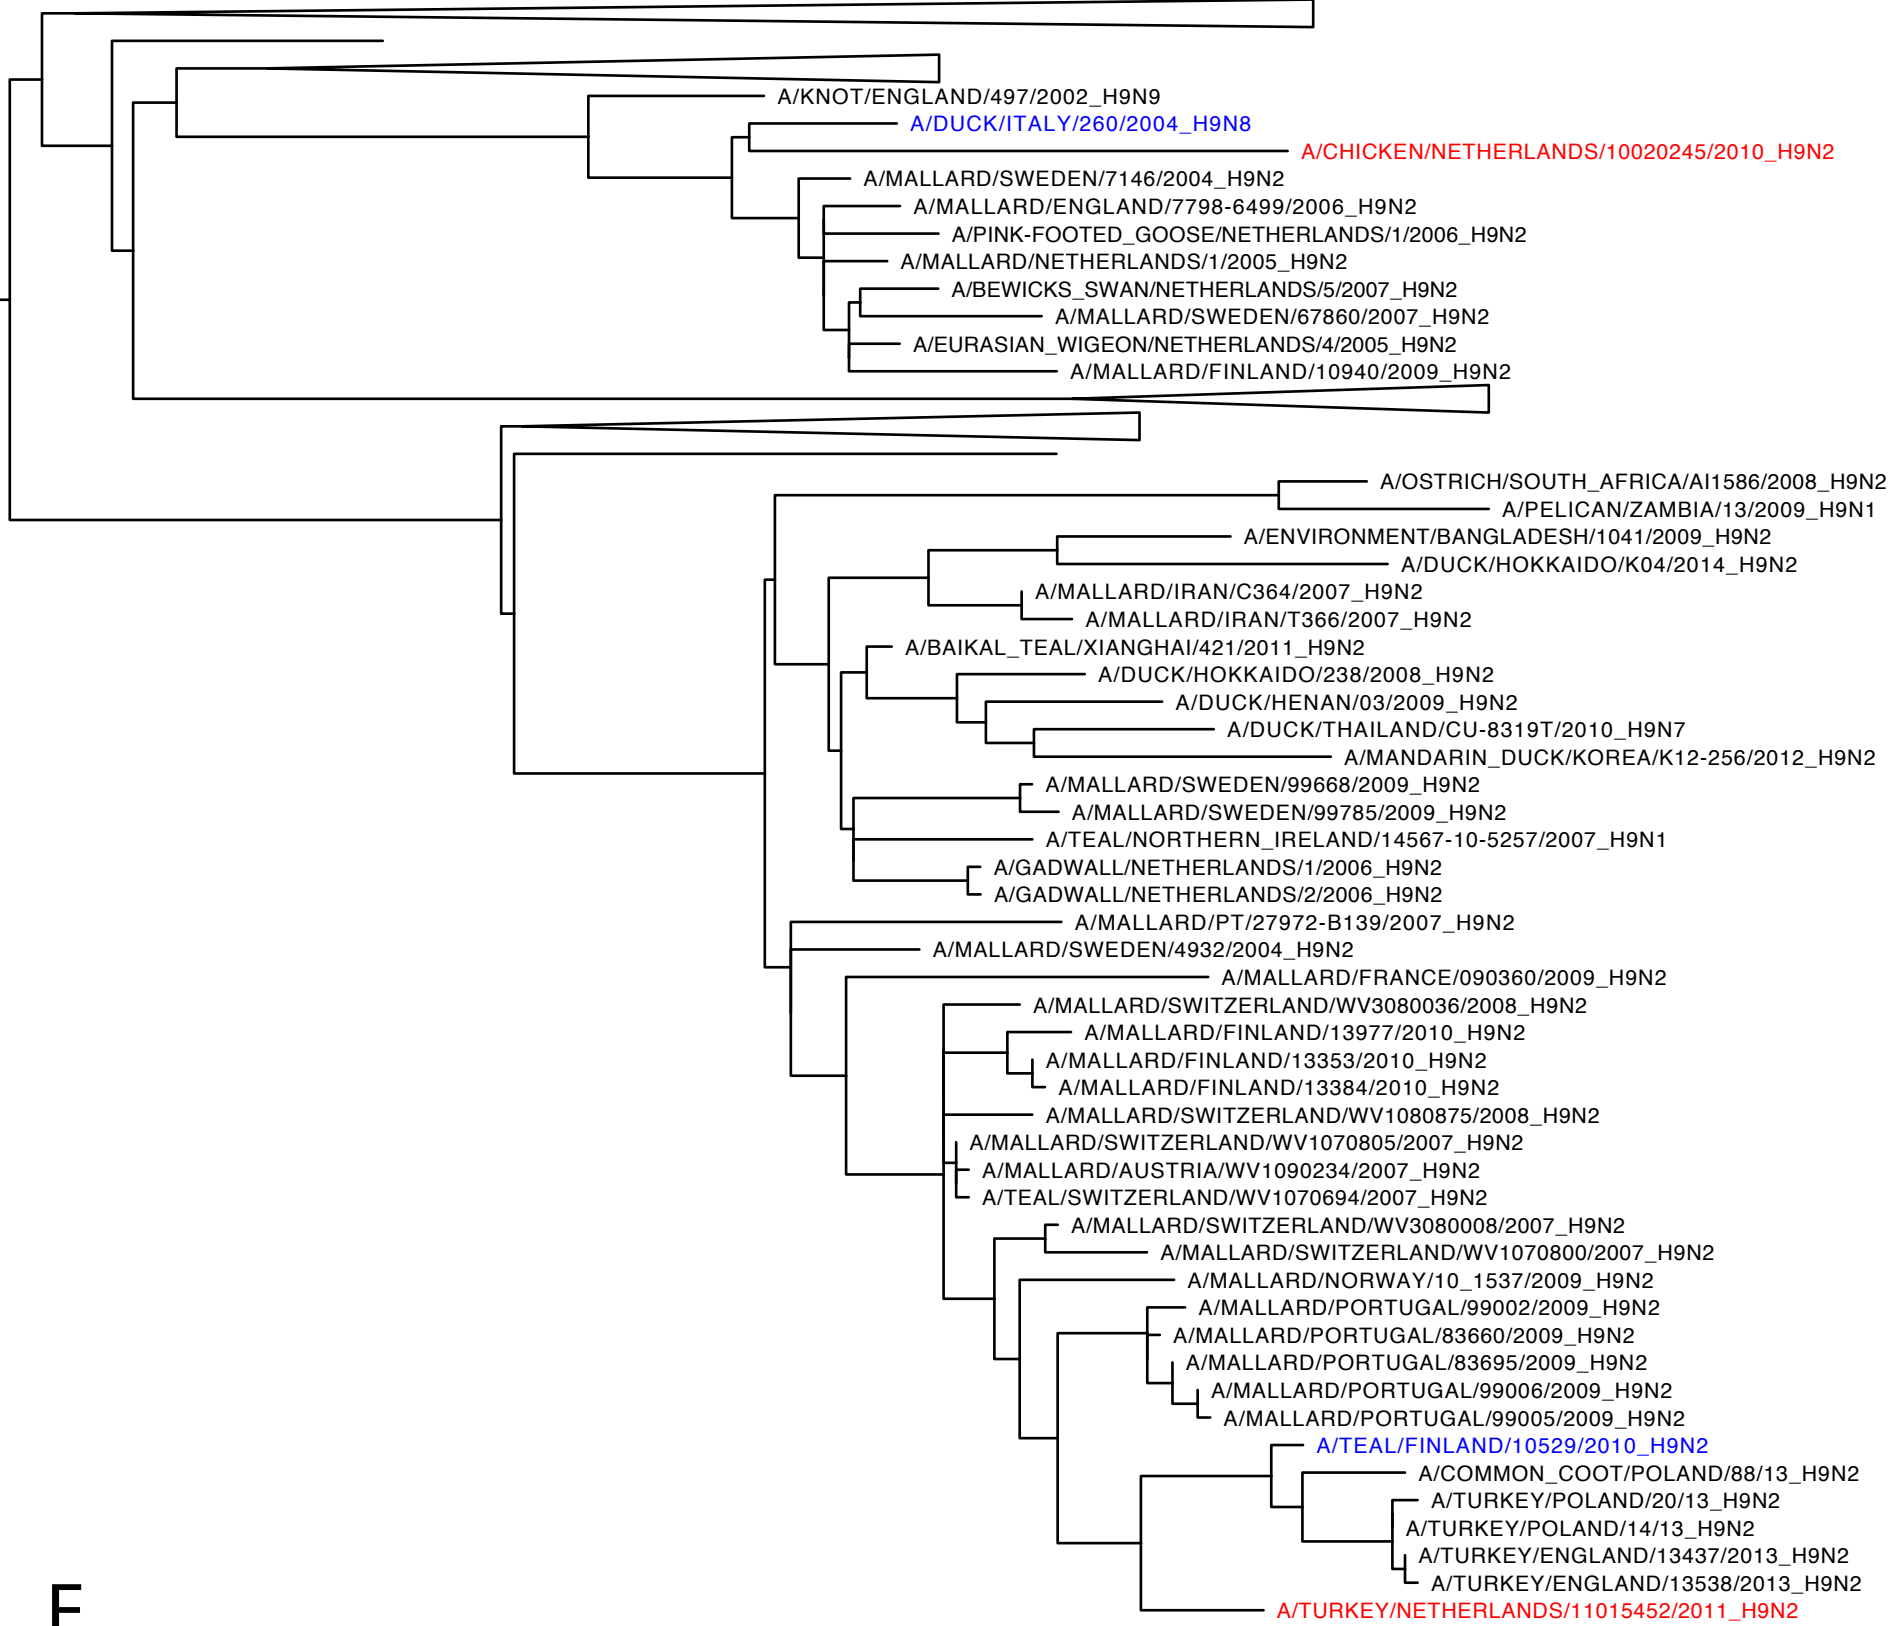 A/KNOT/ENGLAND/497/2002_H9N9
A/DUCK/ITALY/260/2004_H9N8
A/CHICKEN/NETHERLANDS/10020245/2010_H9N2
A/MALLARD/SWEDEN/7146/2004_H9N2
A/MALLARD/ENGLAND/7798-6499/2006_H9N2
A/PINK-FOOTED_GOOSE/NETHERLANDS/1/2006_H9N2
A/MALLARD/NETHERLANDS/1/2005_H9N2
A/BEWICKS_SWAN/NETHERLANDS/5/2007_H9N2
A/MALLARD/SWEDEN/67860/2007_H9N2
A/EURASIAN_WIGEON/NETHERLANDS/4/2005_H9N2
A/MALLARD/FINLAND/10940/2009_H9N2
A/OSTRICH/SOUTH_AFRICA/AI1586/2008_H9N2
A/PELICAN/ZAMBIA/13/2009_H9N1
A/ENVIRONMENT/BANGLADESH/1041/2009_H9N2
A/DUCK/HOKKAIDO/K04/2014_H9N2
A/MALLARD/IRAN/C364/2007_H9N2
A/MALLARD/IRAN/T366/2007_H9N2
A/BAIKAL_TEAL/XIANGHAI/421/2011_H9N2
A/DUCK/HOKKAIDO/238/2008_H9N2
A/DUCK/HENAN/03/2009_H9N2
A/DUCK/THAILAND/CU-8319T/2010_H9N7
A/MANDARIN_DUCK/KOREA/K12-256/2012_H9N2
A/MALLARD/SWEDEN/99668/2009_H9N2
A/MALLARD/SWEDEN/99785/2009_H9N2
A/TEAL/NORTHERN_IRELAND/14567-10-5257/2007_H9N1
A/GADWALL/NETHERLANDS/1/2006_H9N2
A/GADWALL/NETHERLANDS/2/2006_H9N2
A/MALLARD/PT/27972-B139/2007_H9N2
A/MALLARD/SWEDEN/4932/2004_H9N2
A/MALLARD/FRANCE/090360/2009_H9N2
A/MALLARD/SWITZERLAND/WV3080036/2008_H9N2
A/MALLARD/FINLAND/13977/2010_H9N2
A/MALLARD/FINLAND/13353/2010_H9N2
A/MALLARD/FINLAND/13384/2010_H9N2
A/MALLARD/SWITZERLAND/WV1080875/2008_H9N2
A/MALLARD/SWITZERLAND/WV1070805/2007_H9N2
A/MALLARD/AUSTRIA/WV1090234/2007_H9N2
A/TEAL/SWITZERLAND/WV1070694/2007_H9N2
A/MALLARD/SWITZERLAND/WV3080008/2007_H9N2
A/MALLARD/SWITZERLAND/WV1070800/2007_H9N2
A/MALLARD/NORWAY/10_1537/2009_H9N2
A/MALLARD/PORTUGAL/99002/2009_H9N2
A/MALLARD/PORTUGAL/83660/2009_H9N2
A/MALLARD/PORTUGAL/83695/2009_H9N2
A/MALLARD/PORTUGAL/99006/2009_H9N2
A/MALLARD/PORTUGAL/99005/2009_H9N2
A/TEAL/FINLAND/10529/2010_H9N2
A/COMMON_COOT/POLAND/88/13_H9N2
A/TURKEY/POLAND/20/13_H9N2
A/TURKEY/POLAND/14/13_H9N2
A/TURKEY/ENGLAND/13437/2013_H9N2
A/TURKEY/ENGLAND/13538/2013_H9N2
A/TURKEY/NETHERLANDS/11015452/2011_H9N2